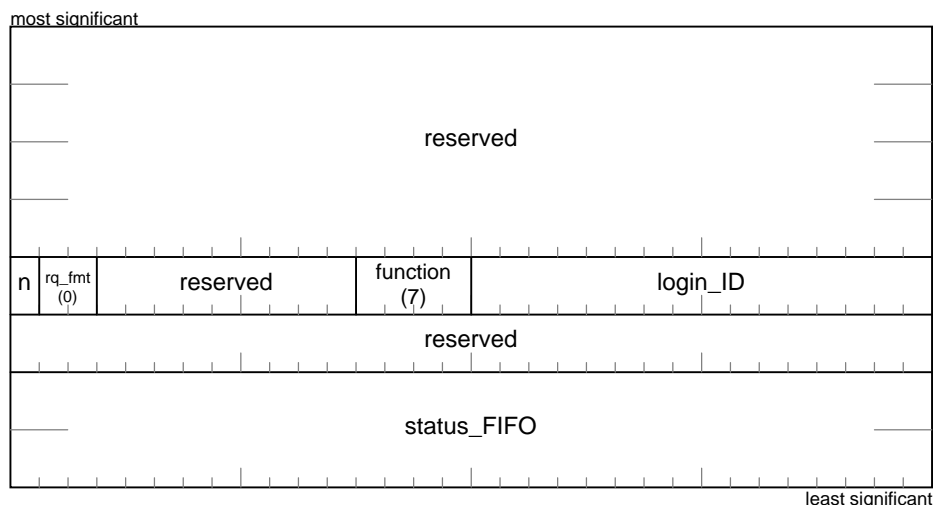 most significant
reserved
n
rq_fmt
(0)
reserved
function
(7)
login_ID
reserved
status_FIFO
least significant